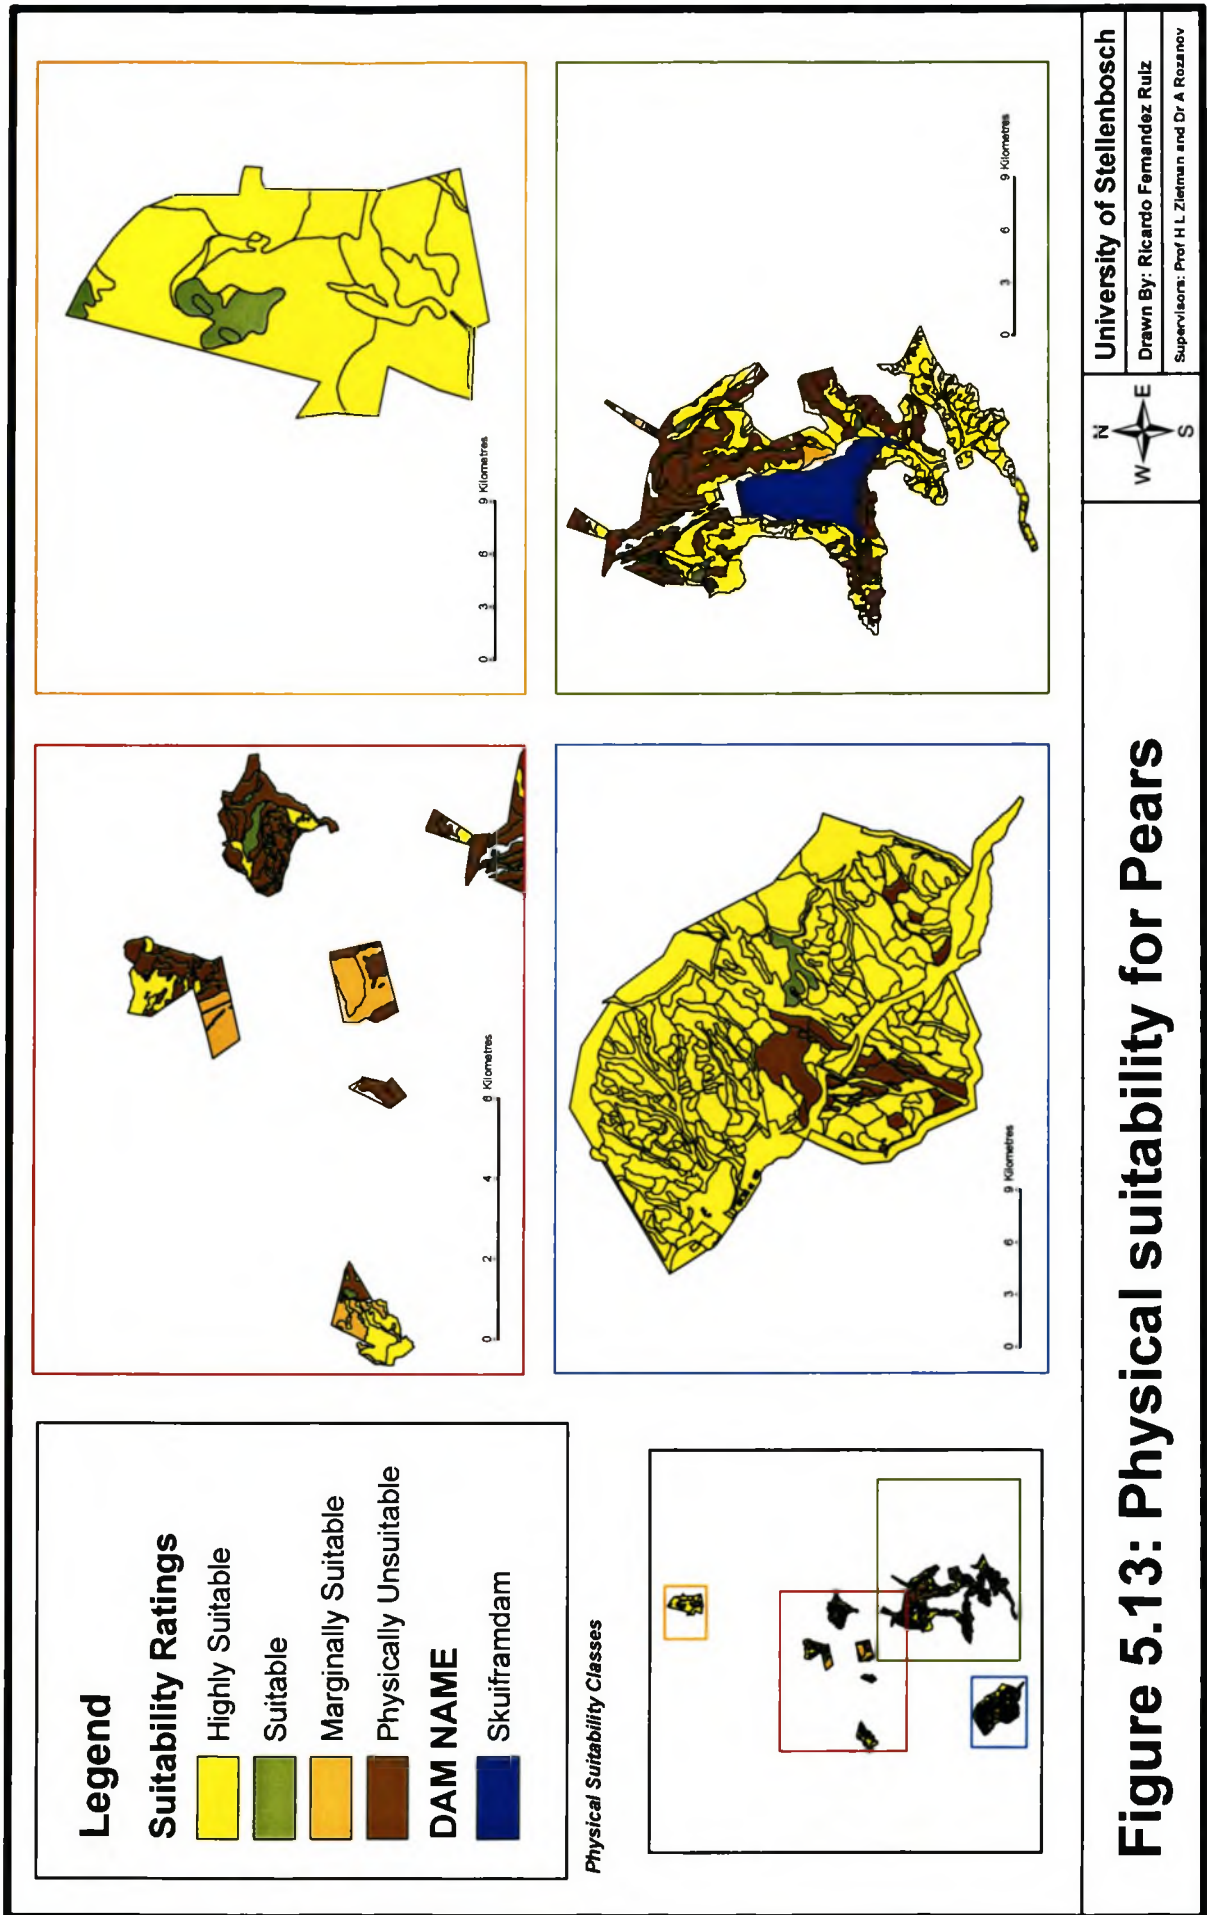 Legend
Suitability Ratings
Highly Suitable
Suitable
Marginally Suitable
Physically Unsuitable
DAM NAME
Skuiframdam
Physical Suitability Classes
0 2 4 6 Kilometres
0 3 6 9 Kilometres
0 3 6 9 Kilometres
0 3 6 9 Kilometres
Figure 5.13: Physical suitability for Pears
N
W E
S
University of Stellenbosch
Drawn By: Ricardo Fernandez Ruiz
Supervisors: Prof H L Zietman and Dr A Rozanov